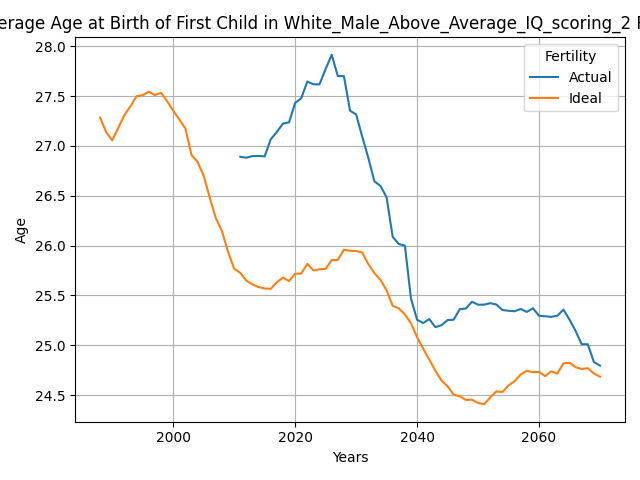 erage Age at Birth of First Child in White_Male_Above_Average_IQ_scoring_2
Fertility
Actual
Ideal
28.0
27.5
27.0
26.5
26.0
25.5
25.0
24.5
Age
2000
2020
2040
2060
Years